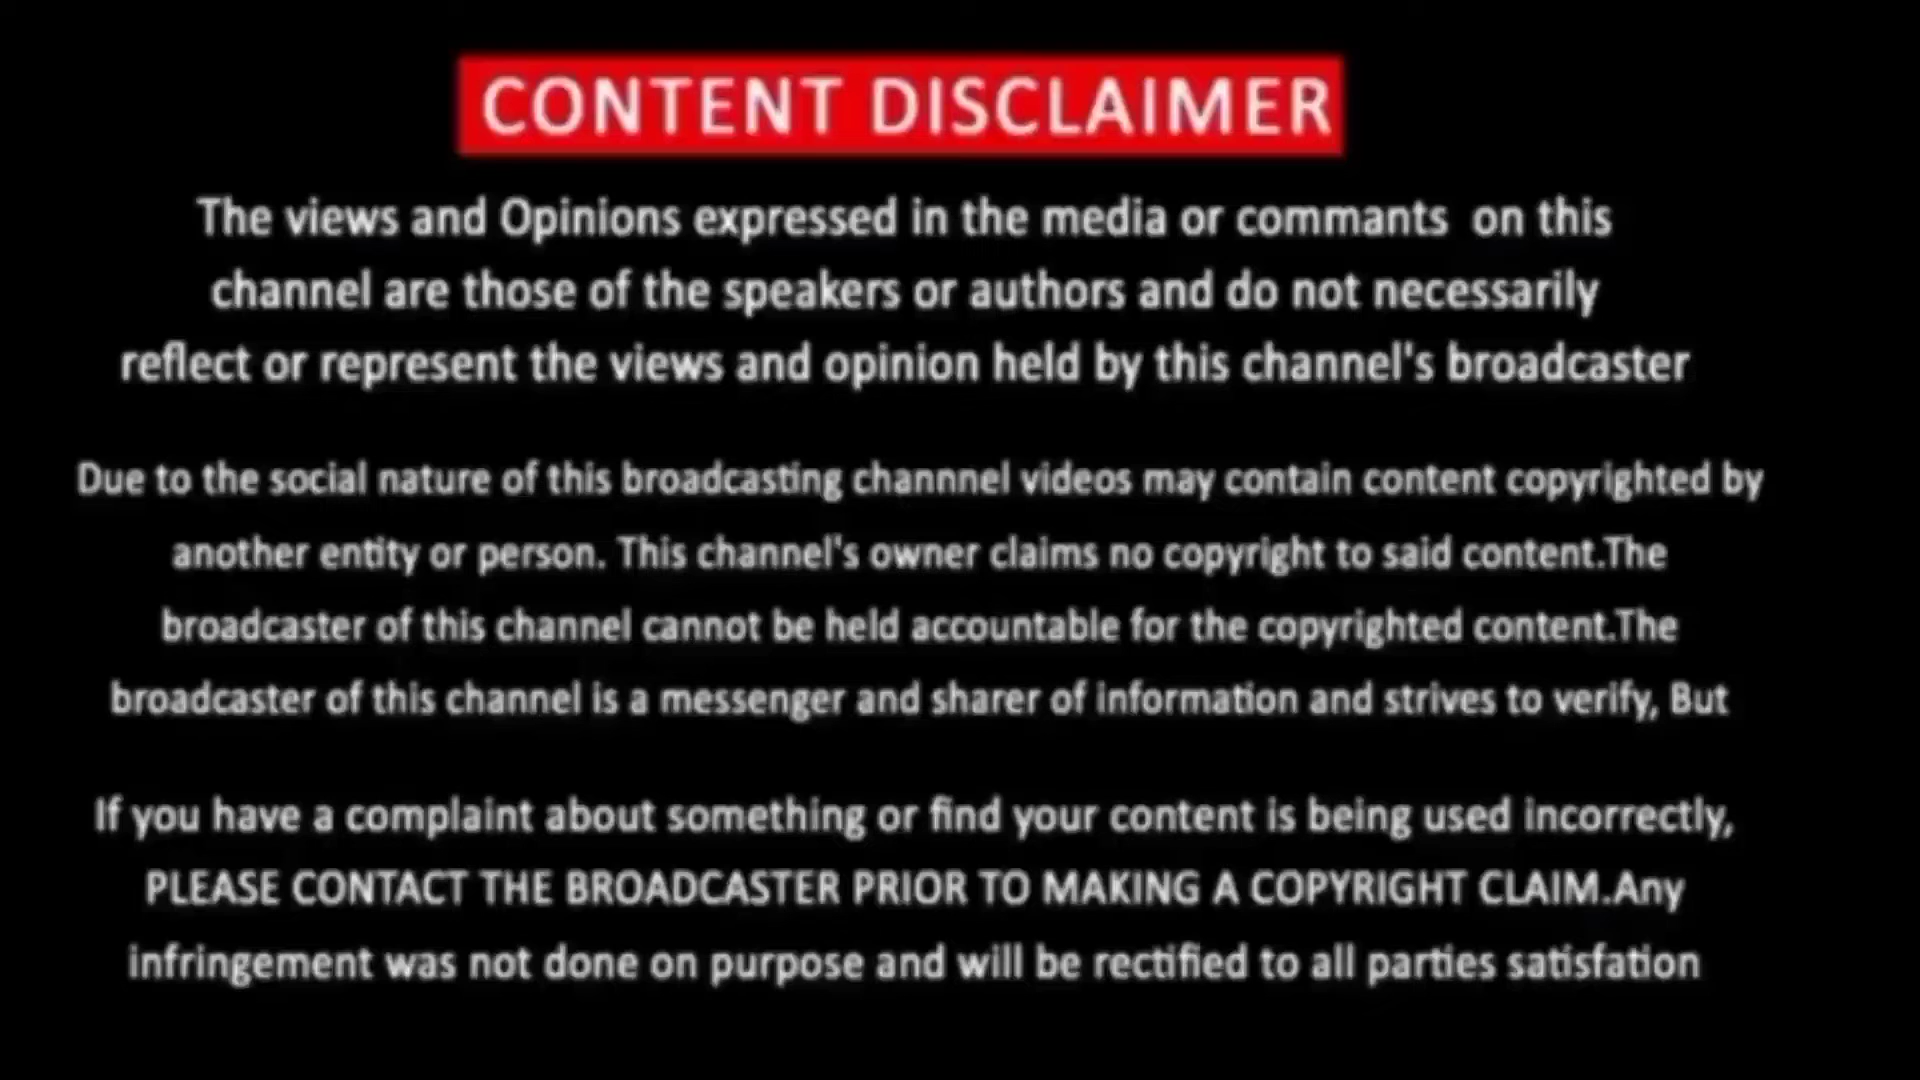 CONTENT DISCLAIMER
The views and Opinions expressed in the media or commants on this
channel are those of the speakers or authors and do not necessarily
reflect or represent the views and opinion held by this channel's broadcaster
Due to the social nature of this broadcasting channnel videos may contain content copyrighted by
another entity or person. This channel's owner claims no copyright to said content.The
broadcaster of this channel cannot be held accountable for the copyrighted content.The
broadcaster of this channel is a messenger and sharer of information and strives to verify, But
If you have a complaint about something or find your content is being used incorrectly,
PLEASE CONTACT THE BROADCASTER PRIOR TO MAKING A COPYRIGHT CLAIM.Any
infringement was not done on purpose and will be rectified to all parties satisfation